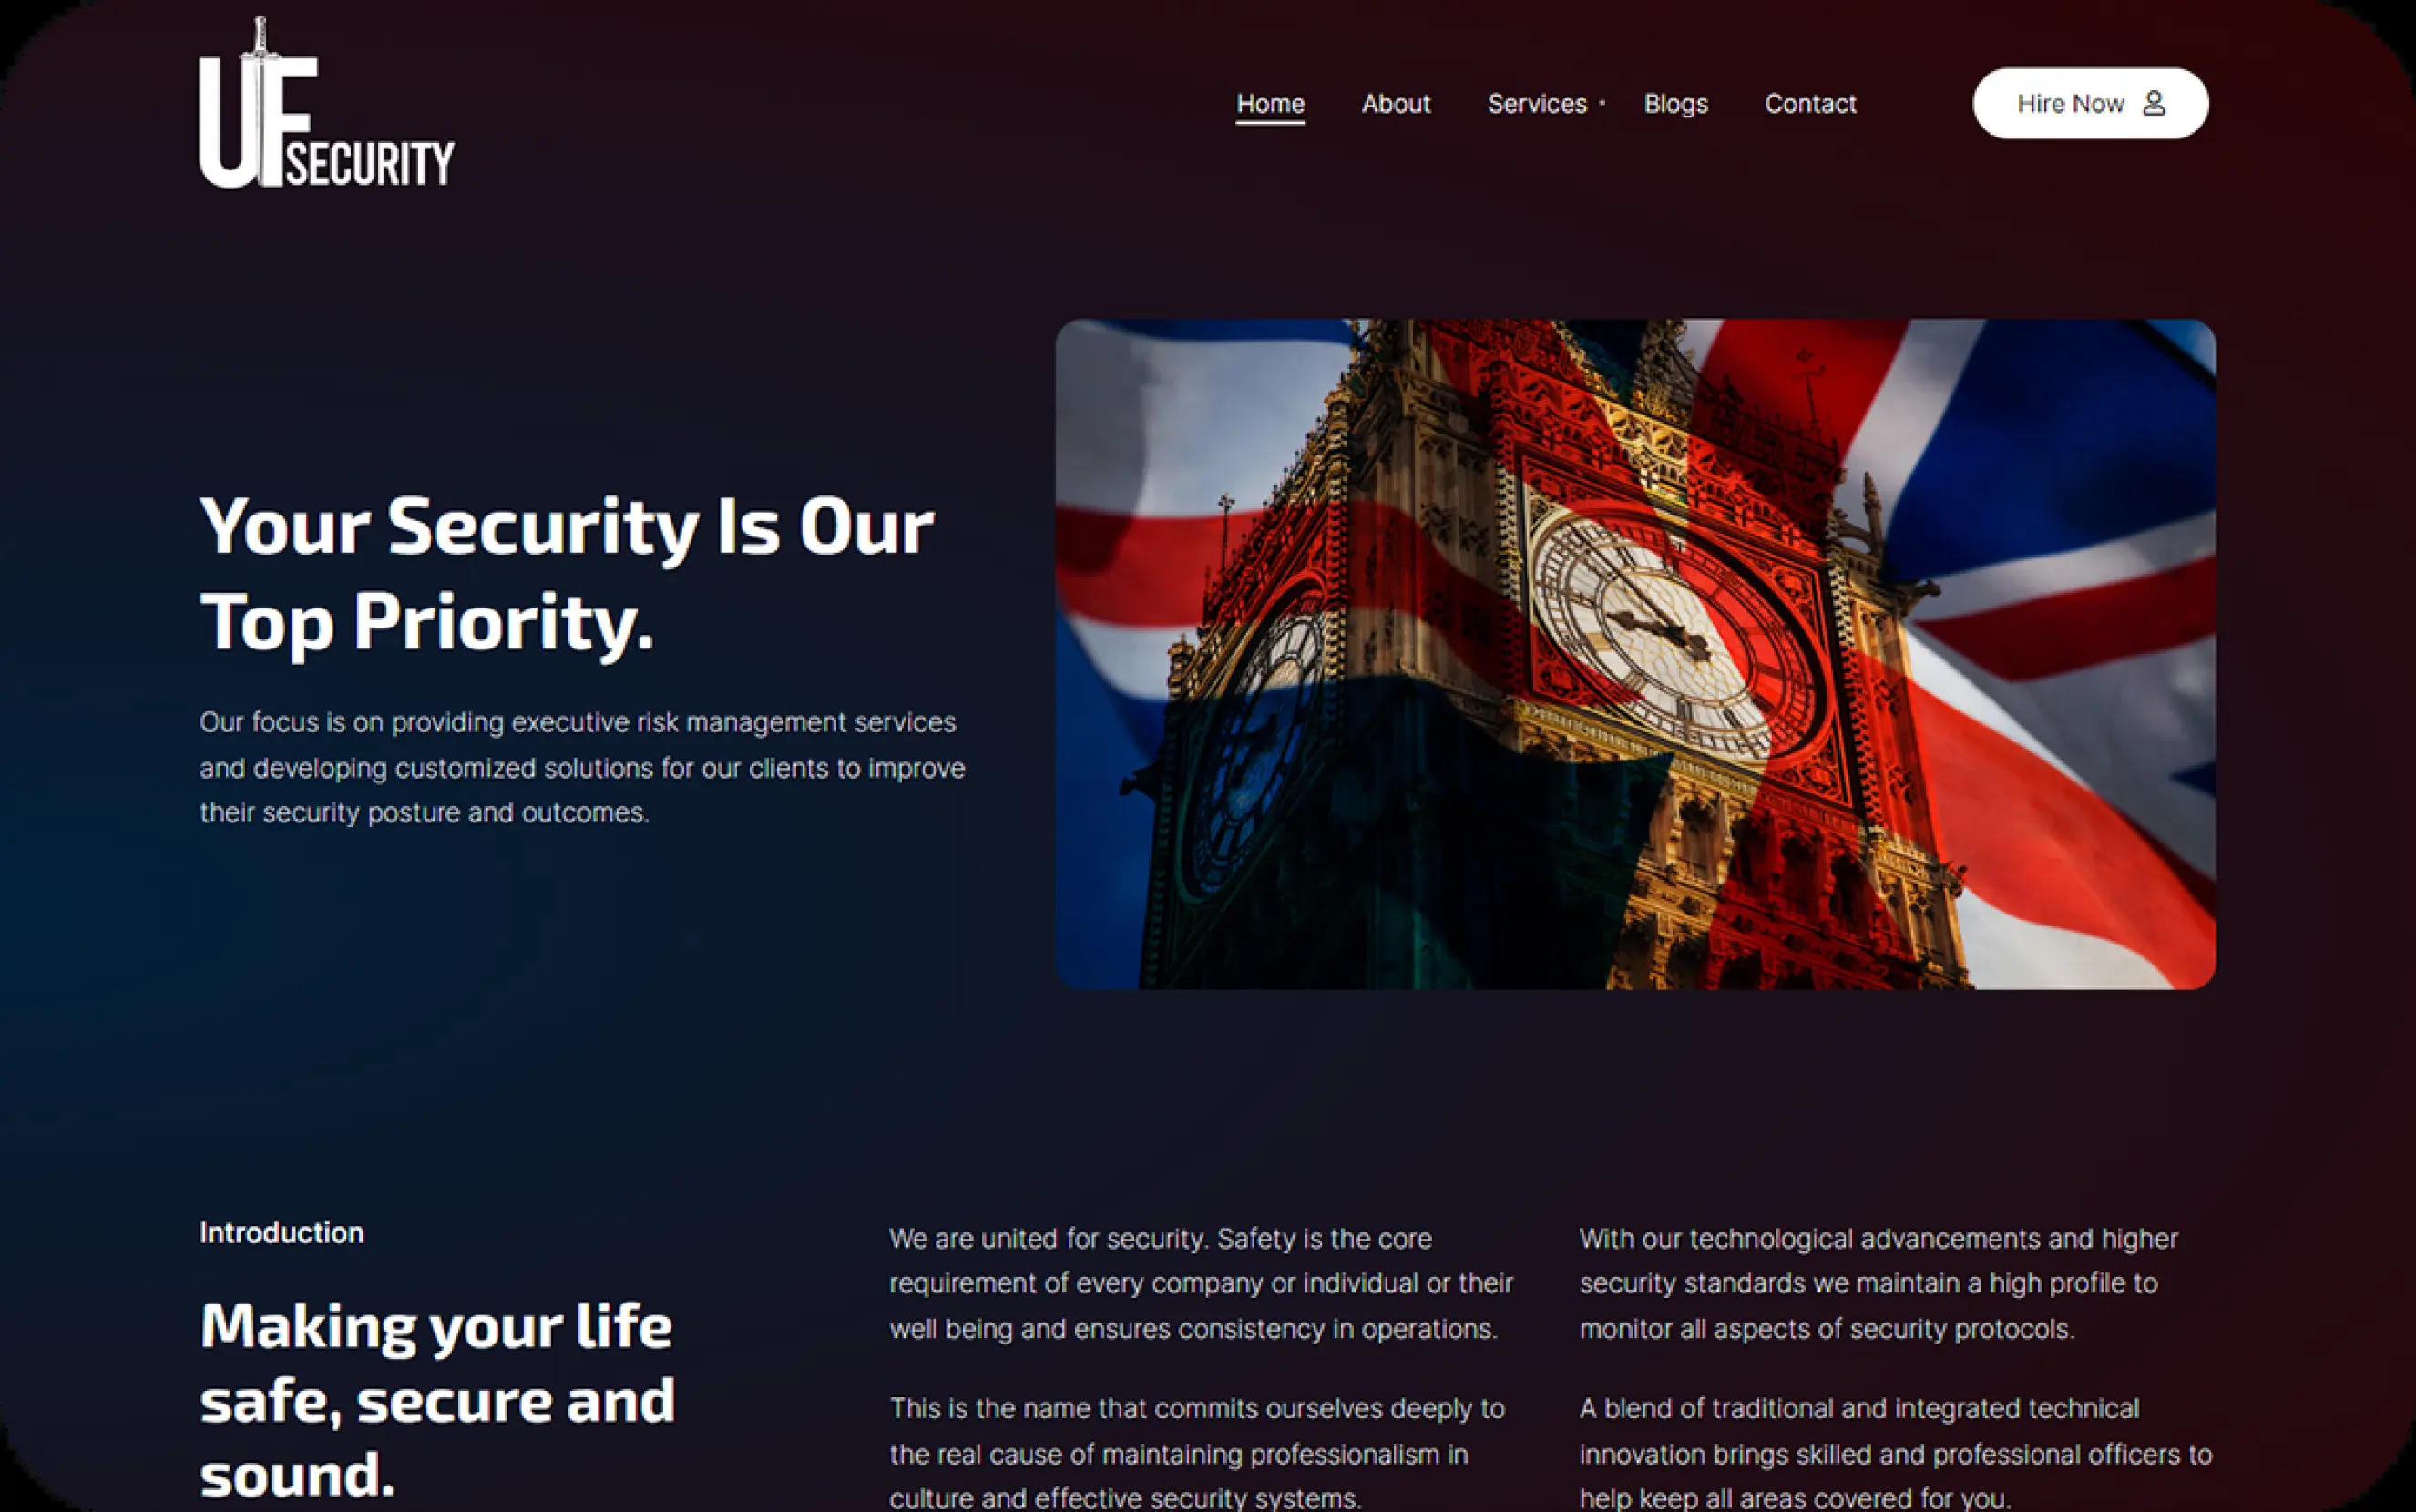 UF SECURITY
Home About Services Blogs Contact Hire Now
Your Security Is Our
Top Priority.
Our focus is on providing executive risk management services
and developing customized solutions for our clients to improve
their security posture and outcomes.
Introduction
Making your life
safe, secure and
sound.
We are united for security. Safety is the core
requirement of every company or individual or their
well being and ensures consistency in operations.
This is the name that commits ourselves deeply to
the real cause of maintaining professionalism in
culture and effective security systems.
With our technological advancements and higher
security standards we maintain a high profile to
monitor all aspects of security protocols.
A blend of traditional and integrated technical
innovation brings skilled and professional officers to
help keep all areas covered for you.